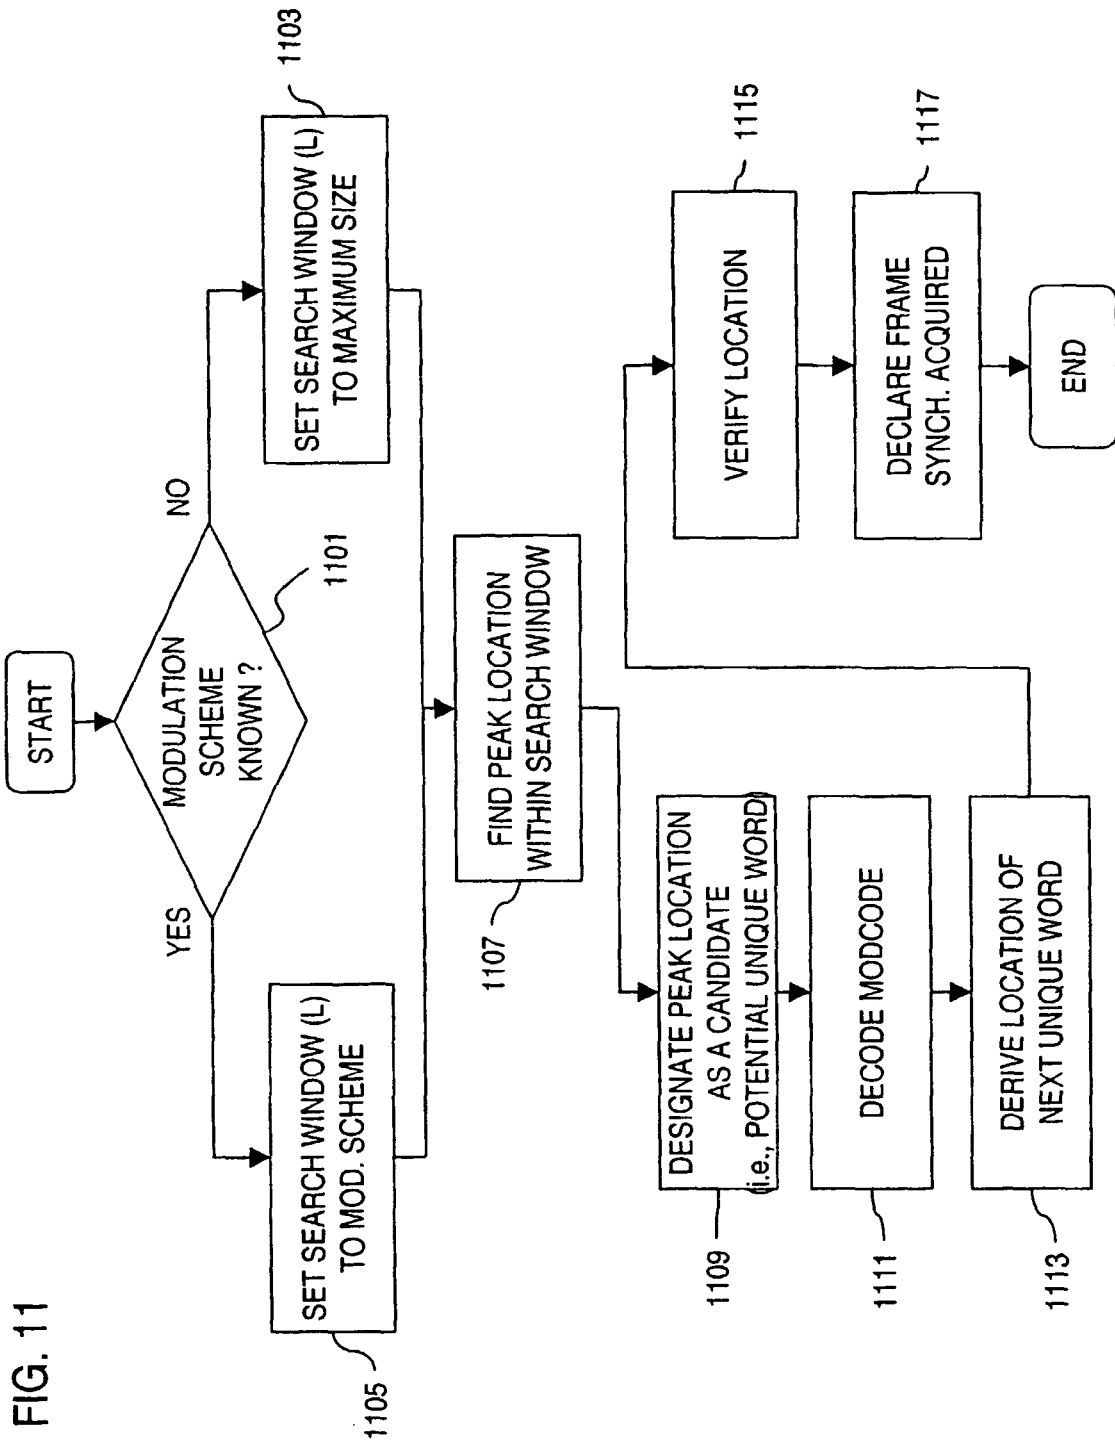 FIG. 11
START
MODULATION
SCHEME
KNOWN ?
1101
YES
NO
SET SEARCH WINDOW (L)
TO MOD. SCHEME
1105
SET SEARCH WINDOW (L)
TO MAXIMUM SIZE
1103
FIND PEAK LOCATION
WITHIN SEARCH WINDOW
1107
DESIGNATE PEAK LOCATION
AS A CANDIDATE
(i.e., POTENTIAL UNIQUE WORD)
1109
DECODE MODCODE
1111
DERIVE LOCATION OF
NEXT UNIQUE WORD
1113
VERIFY LOCATION
1115
DECLARE FRAME
SYNCH. ACQUIRED
1117
END